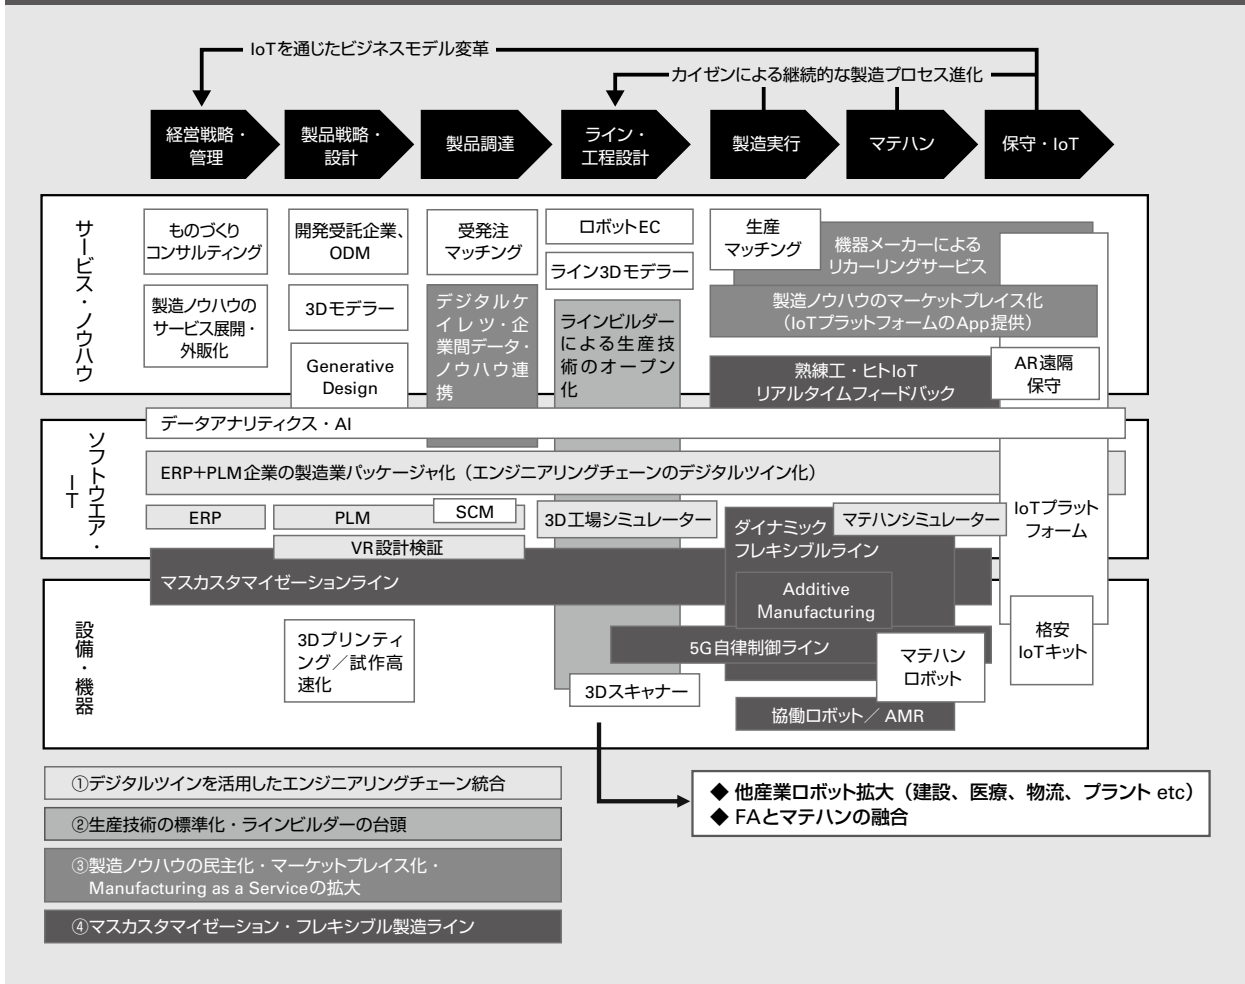 IoTを通じたビジネスモデル変革
カイゼンによる継続的な製造プロセス進化
経営戦略・
管理
製品戦略・
設計
製品調達
ライン・
工程設計
製造実行
マテハン
保守・IoT
サービス・ノウハウ
ものづくり
コンサルティング
製造ノウハウの
サービス展開・
外販化
開発受託企業、
ODM
3Dモデラー
Generative
Design
受発注
マッチング
デジタルケ
イレツ・企
業間データ・
ノウハウ連
携
ロボットEC
ライン3Dモデラー
ラインビルダー
による生産技
術のオープン
化
生産
マッチング
機器メーカーによる
リカーリングサービス
製造ノウハウのマーケットプレイス化
（IoTプラットフォームのApp提供）
熟練工・ヒトIoT
リアルタイムフィードバック
AR遠隔
保守
ソフトウエア・
IT
データアナリティクス・AI
ERP+PLM企業の製造業パッケージャ化（エンジニアリングチェーンのデジタルツイン化）
ERP
PLM
SCM
VR設計検証
3D工場シミュレーター
ダイナミック
フレキシブルライン
マテハンシミュレーター
IoTプラット
フォーム
マスカスタマイゼーションライン
設備・機器
3Dプリンティ
ング／試作高
速化
Additive
Manufacturing
5G自律制御ライン
マテハン
ロボット
格安
IoTキット
3Dスキャナー
協働ロボット／AMR
①デジタルツインを活用したエンジニアリングチェーン統合
②生産技術の標準化・ラインビルダーの台頭
③製造ノウハウの民主化・マーケットプレイス化・
Manufacturing as a Serviceの拡大
④マスカスタマイゼーション・フレキシブル製造ライン
◆ 他産業ロボット拡大（建設、医療、物流、プラント etc）
◆ FAとマテハンの融合